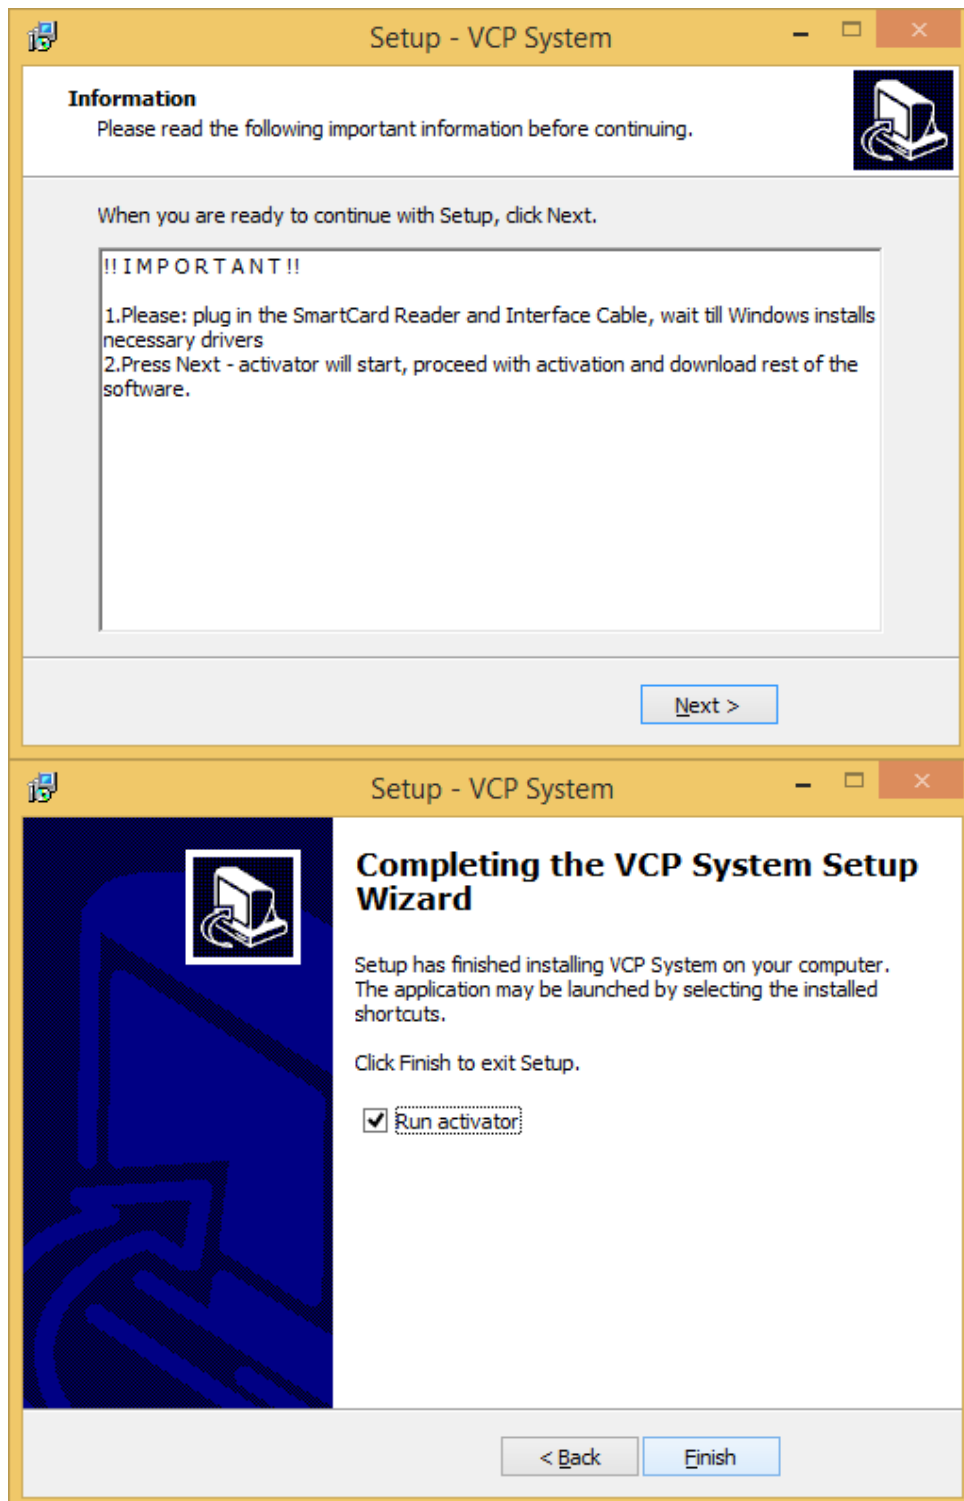 Setup - VCP System
Information
Please read the following important information before continuing.
When you are ready to continue with Setup, click Next.
!! I M P O R T A N T !!
1.Please: plug in the SmartCard Reader and Interface Cable, wait till Windows installs
necessary drivers
2.Press Next - activator will start, proceed with activation and download rest of the
software.
Next >
Setup - VCP System
Completing the VCP System Setup
Wizard
Setup has finished installing VCP System on your computer.
The application may be launched by selecting the installed
shortcuts.
Click Finish to exit Setup.
Run activator
< Back
Finish